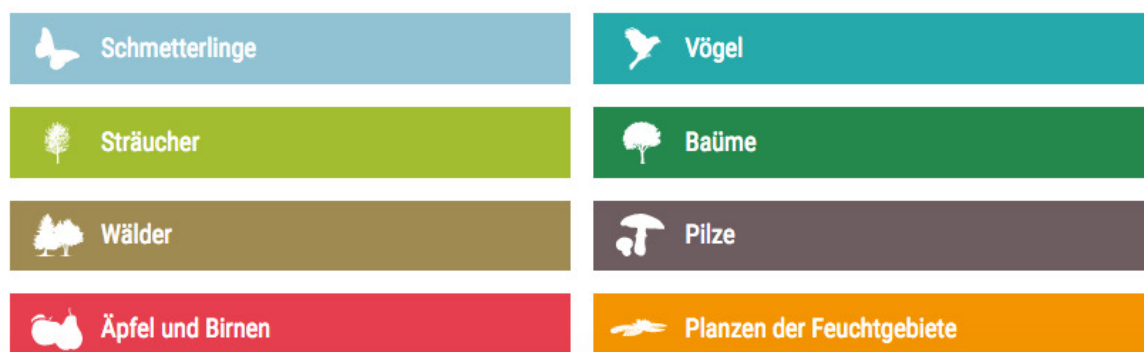 Schmetterlinge
Vögel
Sträucher
Baüme
Wälder
Pilze
Äpfel und Birnen
Planzen der Feuchtgebiete